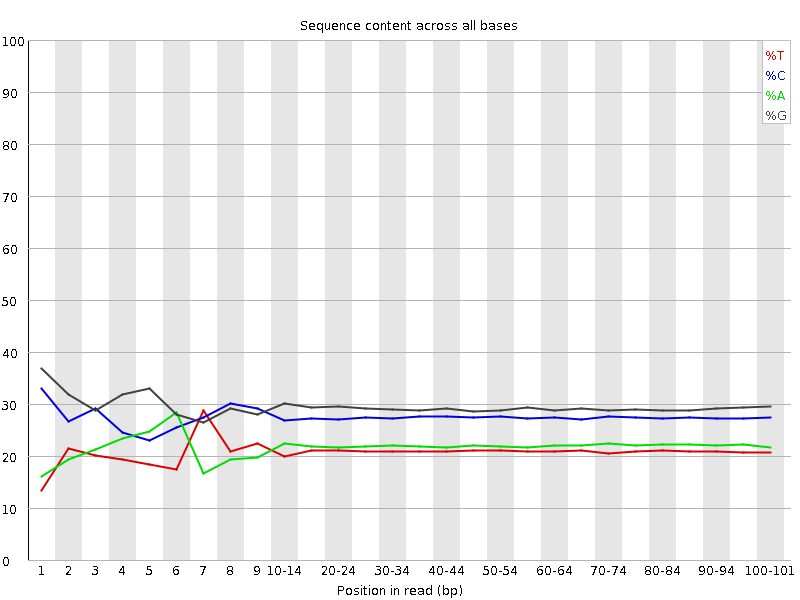 Sequence content across all bases
100
90
80
70
60
50
40
30
20
10
0
%T
%C
%A
%G
1 2 3 4 5 6 7 8 9 10-14 20-24 30-34 40-44 50-54 60-64 70-74 80-84 90-94 100-101
Position in read (bp)